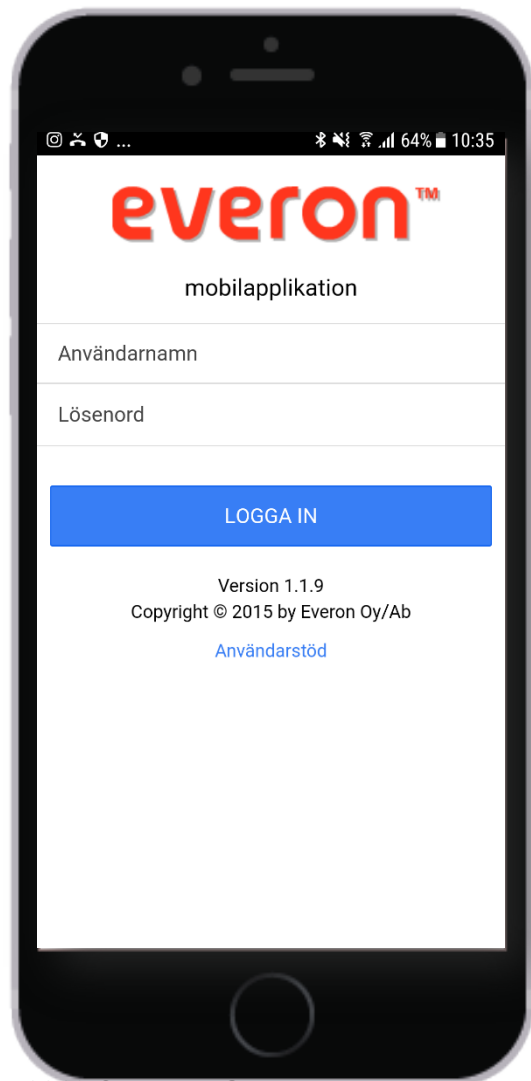 ... 64% 10:35
everon™
mobilapplikation
Användarnamn
Lösenord
LOGGA IN
Version 1.1.9
Copyright © 2015 by Everon Oy/Ab
Användarstöd